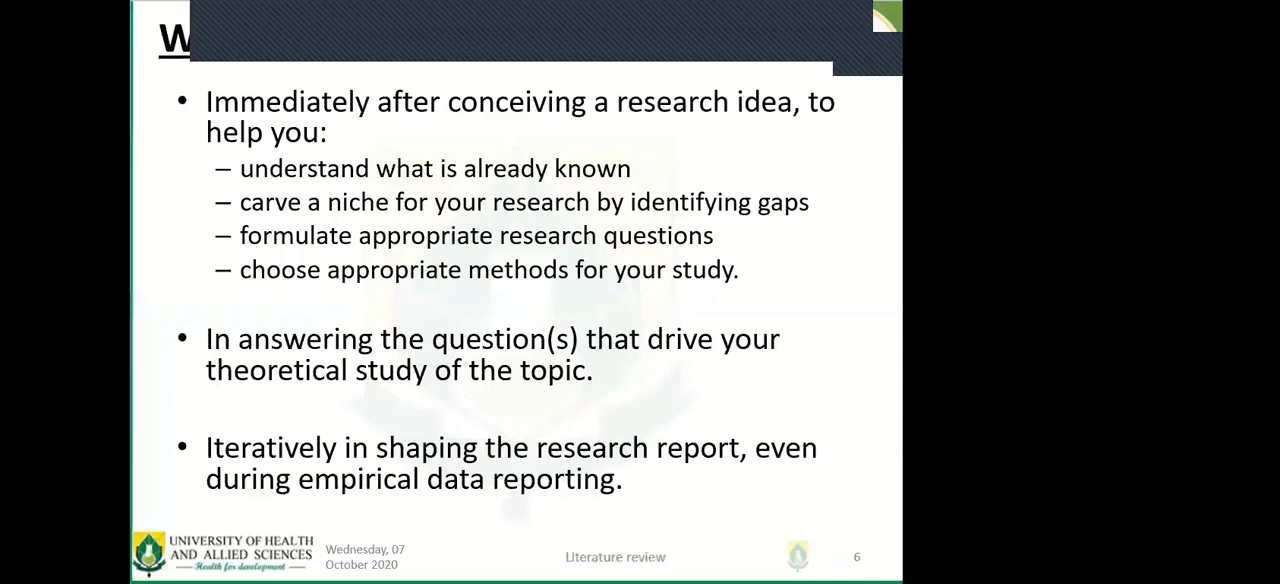 W
• Immediately after conceiving a research idea, to
help you:
– understand what is already known
– carve a niche for your research by identifying gaps
– formulate appropriate research questions
– choose appropriate methods for your study.
• In answering the question(s) that drive your
theoretical study of the topic.
• Iteratively in shaping the research report, even
during empirical data reporting.
UNIVERSITY OF HEALTH
AND ALLIED SCIENCES
Health for development
Wednesday, 07
October 2020
Literature review
6